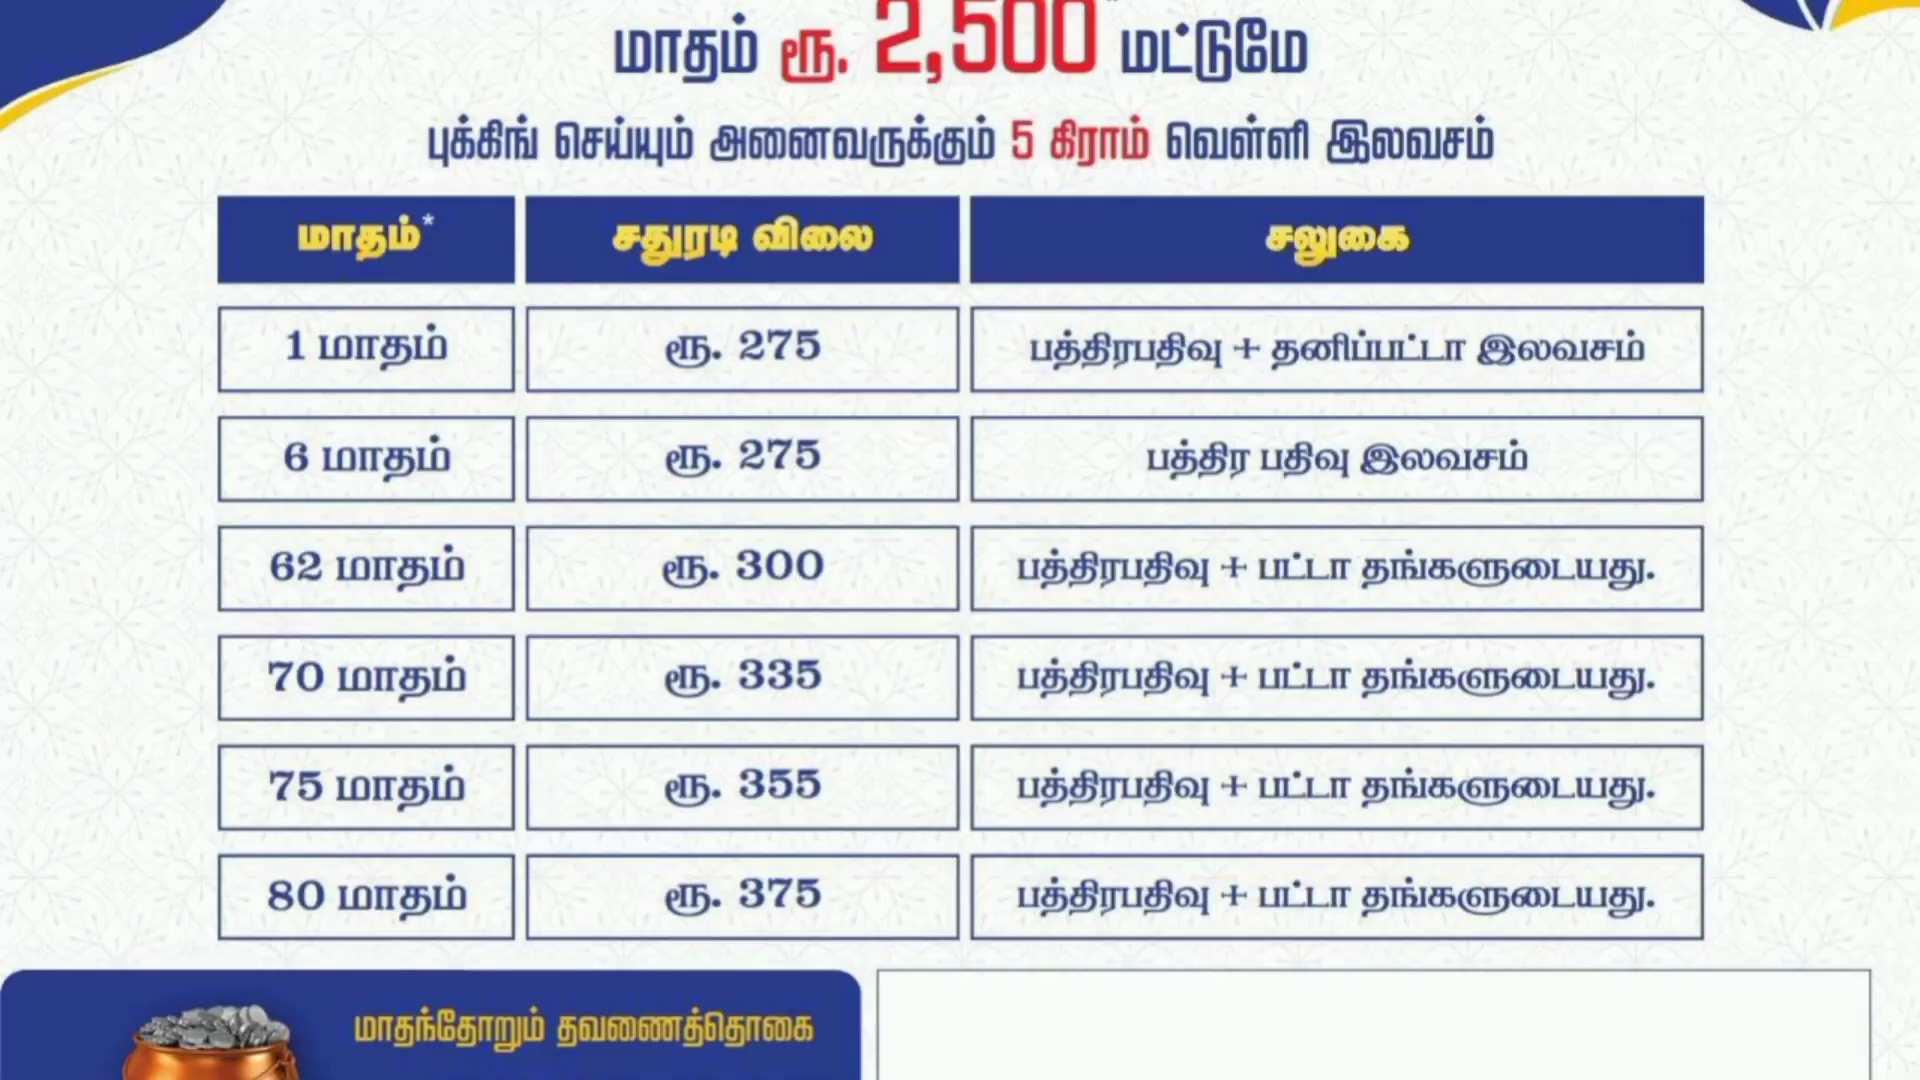 மாதம் ரூ. 2,500* மட்டுமே
புக்கிங் செய்யும் அனைவருக்கும் 5 கிராம் வெள்ளி இலவசம்
மாதம்* சதுரடி விலை சலுகை
1 மாதம் ரூ. 275 பத்திரபதிவு + தனிப்பட்டா இலவசம்
6 மாதம் ரூ. 275 பத்திர பதிவு இலவசம்
62 மாதம் ரூ. 300 பத்திரபதிவு + பட்டா தங்களுடையது.
70 மாதம் ரூ. 335 பத்திரபதிவு + பட்டா தங்களுடையது.
75 மாதம் ரூ. 355 பத்திரபதிவு + பட்டா தங்களுடையது.
80 மாதம் ரூ. 375 பத்திரபதிவு + பட்டா தங்களுடையது.
மாதந்தோறும் தவணைத்தொகை